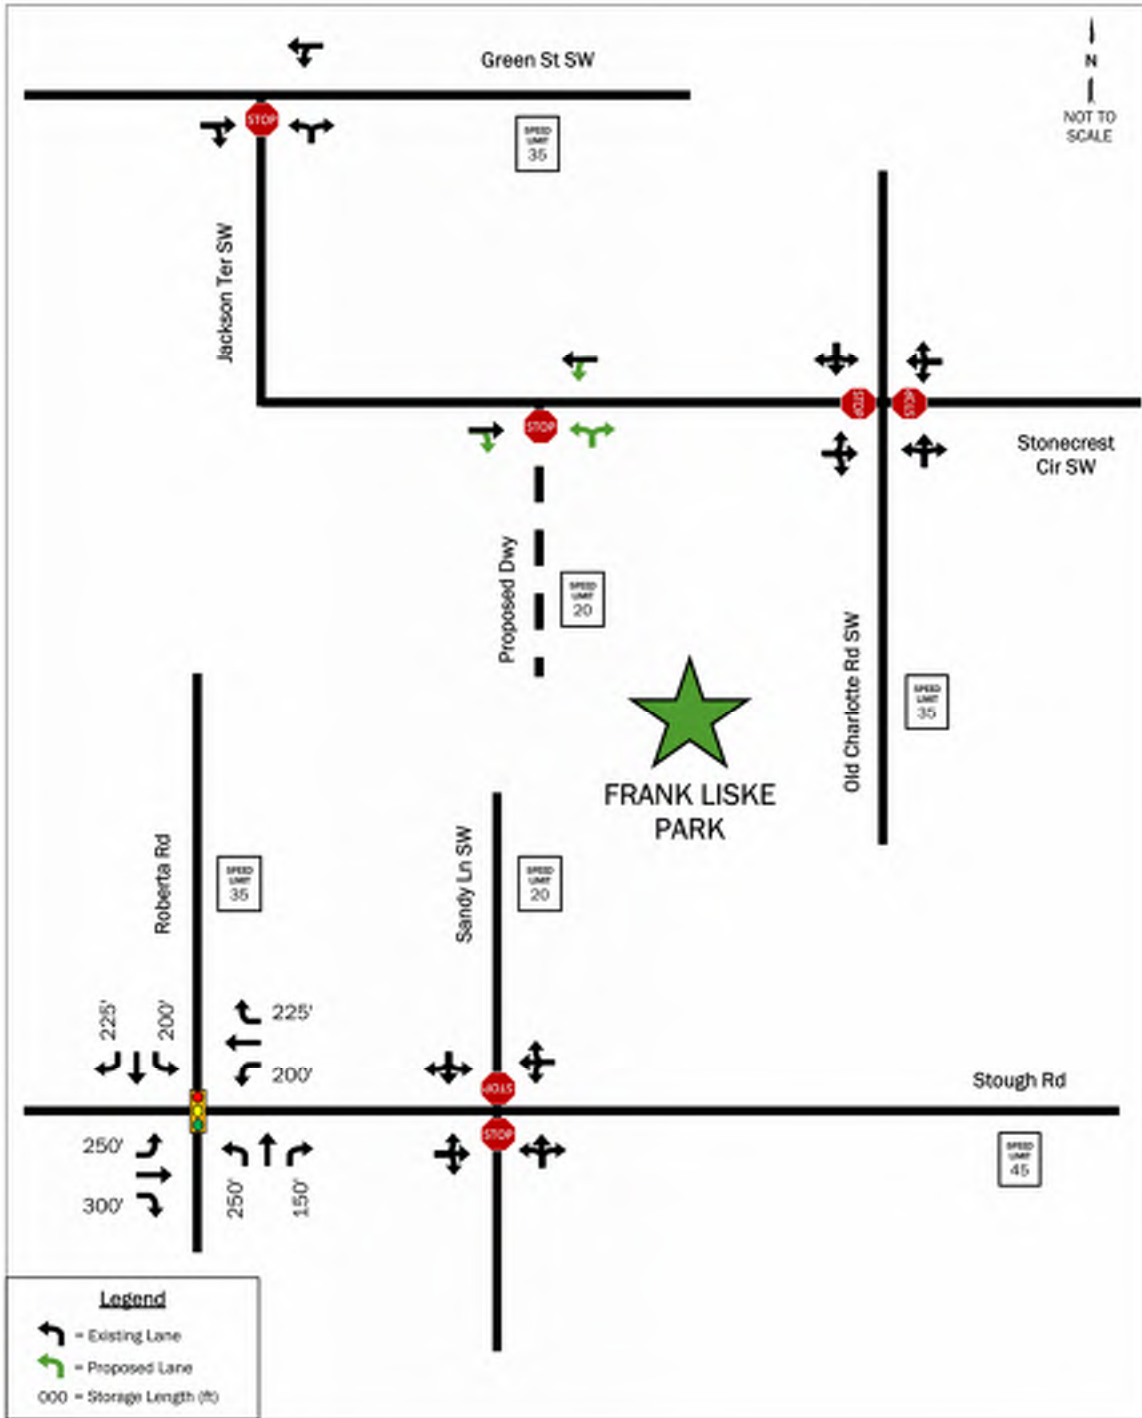 Green St SW
N
NOT TO
SCALE
STOP
SPEED
LIMIT
35
Jackson Ter SW
STOP
STOP
STOP
Stonecrest
Cir SW
Proposed Dwy
SPEED
LIMIT
20
Old Charlotte Rd SW
SPEED
LIMIT
35
FRANK LISKE
PARK
Roberta Rd
SPEED
LIMIT
35
Sandy Ln SW
SPEED
LIMIT
20
225'
200'
225'
200'
STOP
Stough Rd
STOP
250'
300'
250'
150'
SPEED
LIMIT
45
Legend
= Existing Lane
= Proposed Lane
000 = Storage Length (ft)